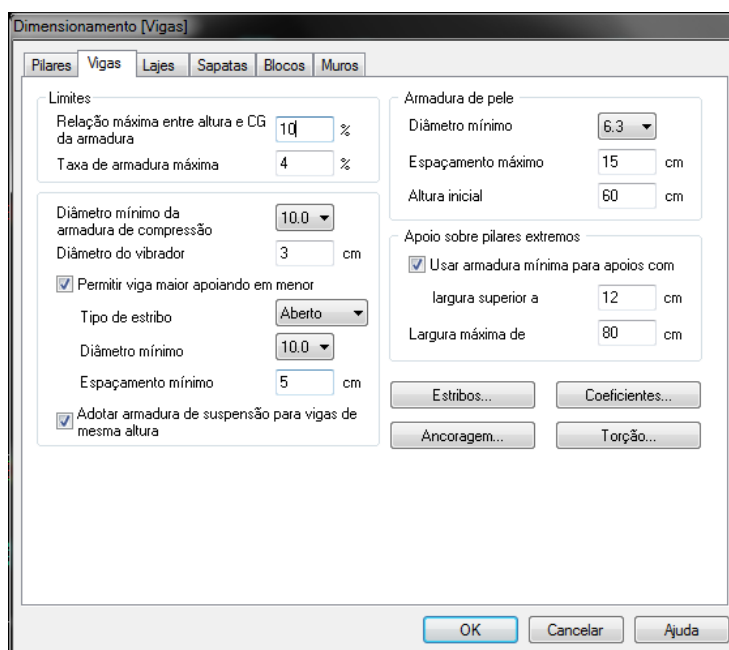 Dimensionamento [Vigas]
Pilares Vigas Lajes Sapatas Blocos Muros
Limites
Relação máxima entre altura e CG
da armadura
10 %
Taxa de armadura máxima 4 %
Diâmetro mínimo da
armadura de compressão
10.0
Diâmetro do vibrador 3 cm
Permitir viga maior apoiando em menor
Tipo de estribo Aberto
Diâmetro mínimo 10.0
Espaçamento mínimo 5 cm
Adotar armadura de suspensão para vigas de
mesma altura
Armadura de pele
Diâmetro mínimo 6.3
Espaçamento máximo 15 cm
Altura inicial 60 cm
Apoio sobre pilares extremos
Usar armadura mínima para apoios com
largura superior a 12 cm
Largura máxima de 80 cm
Estribos... Coeficientes...
Ancoragem... Torção...
OK Cancelar Ajuda